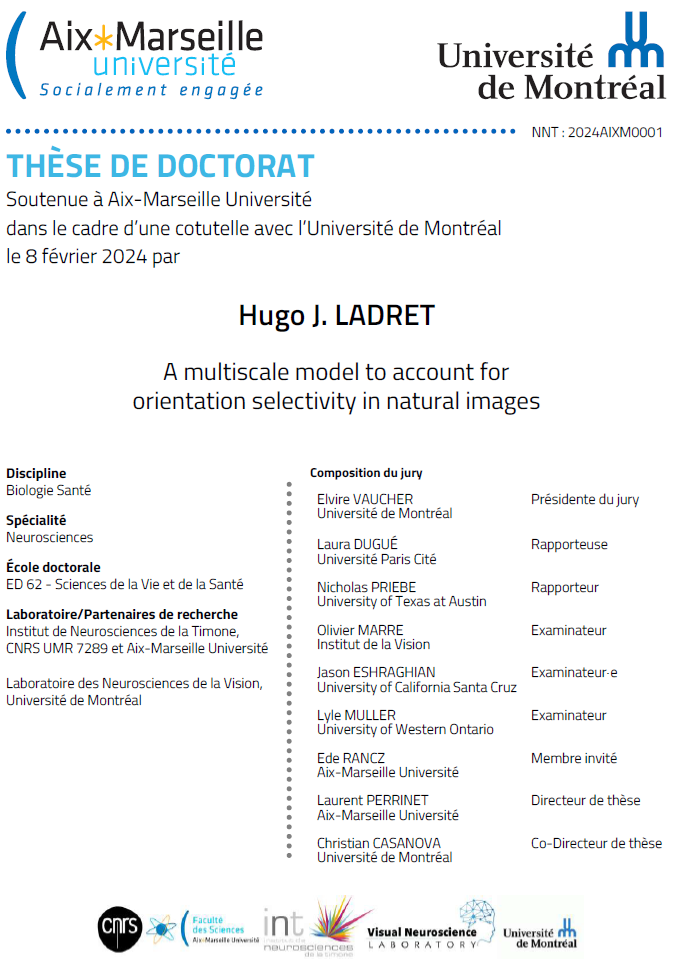 Aix Marseille
université
Socialement engagée
Université
de Montréal
NNT : 2024AIXM0001
THÈSE DE DOCTORAT
Soutenue à Aix-Marseille Université
dans le cadre d’une cotutelle avec l’Université de Montréal
le 8 février 2024 par
Hugo J. LADRET
A multiscale model to account for
orientation selectivity in natural images
Discipline
Biologie Santé
Spécialité
Neurosciences
École doctorale
ED 62 - Sciences de la Vie et de la Santé
Laboratoire/Partenaires de recherche
Institut de Neurosciences de la Timone,
CNRS UMR 7289 et Aix-Marseille Université
Laboratoire des Neurosciences de la Vision,
Université de Montréal
Composition du jury
Elvire VAUCHER Présidente du jury
Université de Montréal
Laura DUGUÉ Rapporteuse
Université Paris Cité
Nicholas PRIEBE Rapporteur
University of Texas at Austin
Olivier MARRE Examinateur
Institut de la Vision
Jason ESHRAGHIAN Examinateur·e
University of California Santa Cruz
Lyle MULLER Examinateur
University of Western Ontario
Ede RANCZ Membre invité
Aix-Marseille Université
Laurent PERRINET Directeur de thèse
Aix-Marseille Université
Christian CASANOVA Co-Directeur de thèse
Université de Montréal
cnrs
Faculté
des Sciences
Aix-Marseille Université
int
institut de
neurosciences
de la timone
Visual Neuroscience
LABORATORY
Université
de Montréal